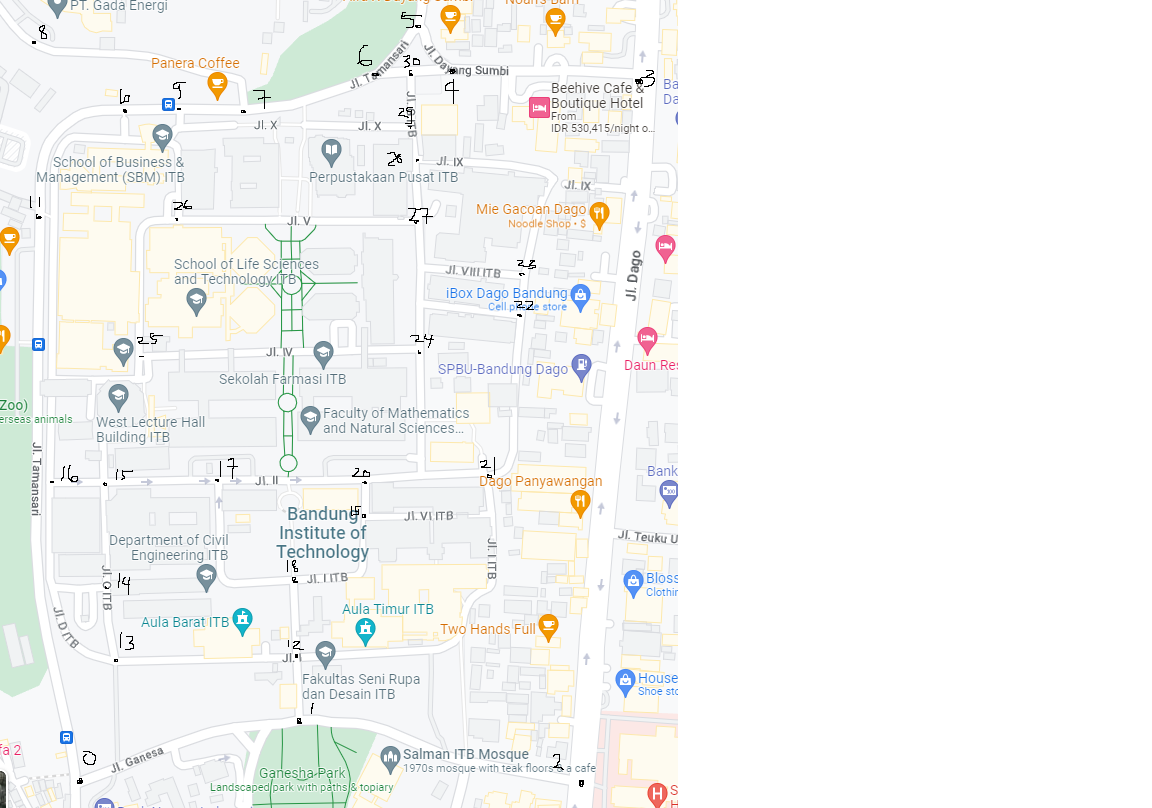 Nouri's Barn
5
PT. Gada Energi
8
6
30
Jl. Tamansari
Jl. Dayang Sumbi
Panera Coffee
9
7
4
3
Beehive Cafe &
Boutique Hotel
From
IDR 530,415/night o...
Ba
Da
Jl. X
Jl. X
29
School of Business &
Management (SBM) ITB
Perpustakaan Pusat ITB
Jl. IX
Jl. IX
11
26
Jl. V
27
Mie Gacoan Dago
Noodle Shop • $
School of Life Sciences
and Technology ITB
Jl. VIII ITB
23
Jl. Dago
iBox Dago Bandung
Cell phone store
22
25
Jl. IV
24
Sekolah Farmasi ITB
SPBU-Bandung Dago
Daun Res
Zoo)
erseas animals
West Lecture Hall
Building ITB
Faculty of Mathematics
and Natural Sciences...
Jl. Tamansari
16
15
17
Jl. II
20
21
Dago Panyawangan
Bank
Bandung
Institute of
Technology
Jl. VI ITB
Department of Civil
Engineering ITB
Jl. I ITB
Jl. Teuku U
18
Jl. I ITB
14
Bloss
Clothin
Aula Barat ITB
Aula Timur ITB
Two Hands Full
Jl. D ITB
13
12
Jl. I
Fakultas Seni Rupa
dan Desain ITB
House
Shoe sto
1
fa 2
0
Jl. Ganesa
Salman ITB Mosque
1970s mosque with teak floors & a cafe
2
Ganesha Park
Landscaped park with paths & topiary
H
S